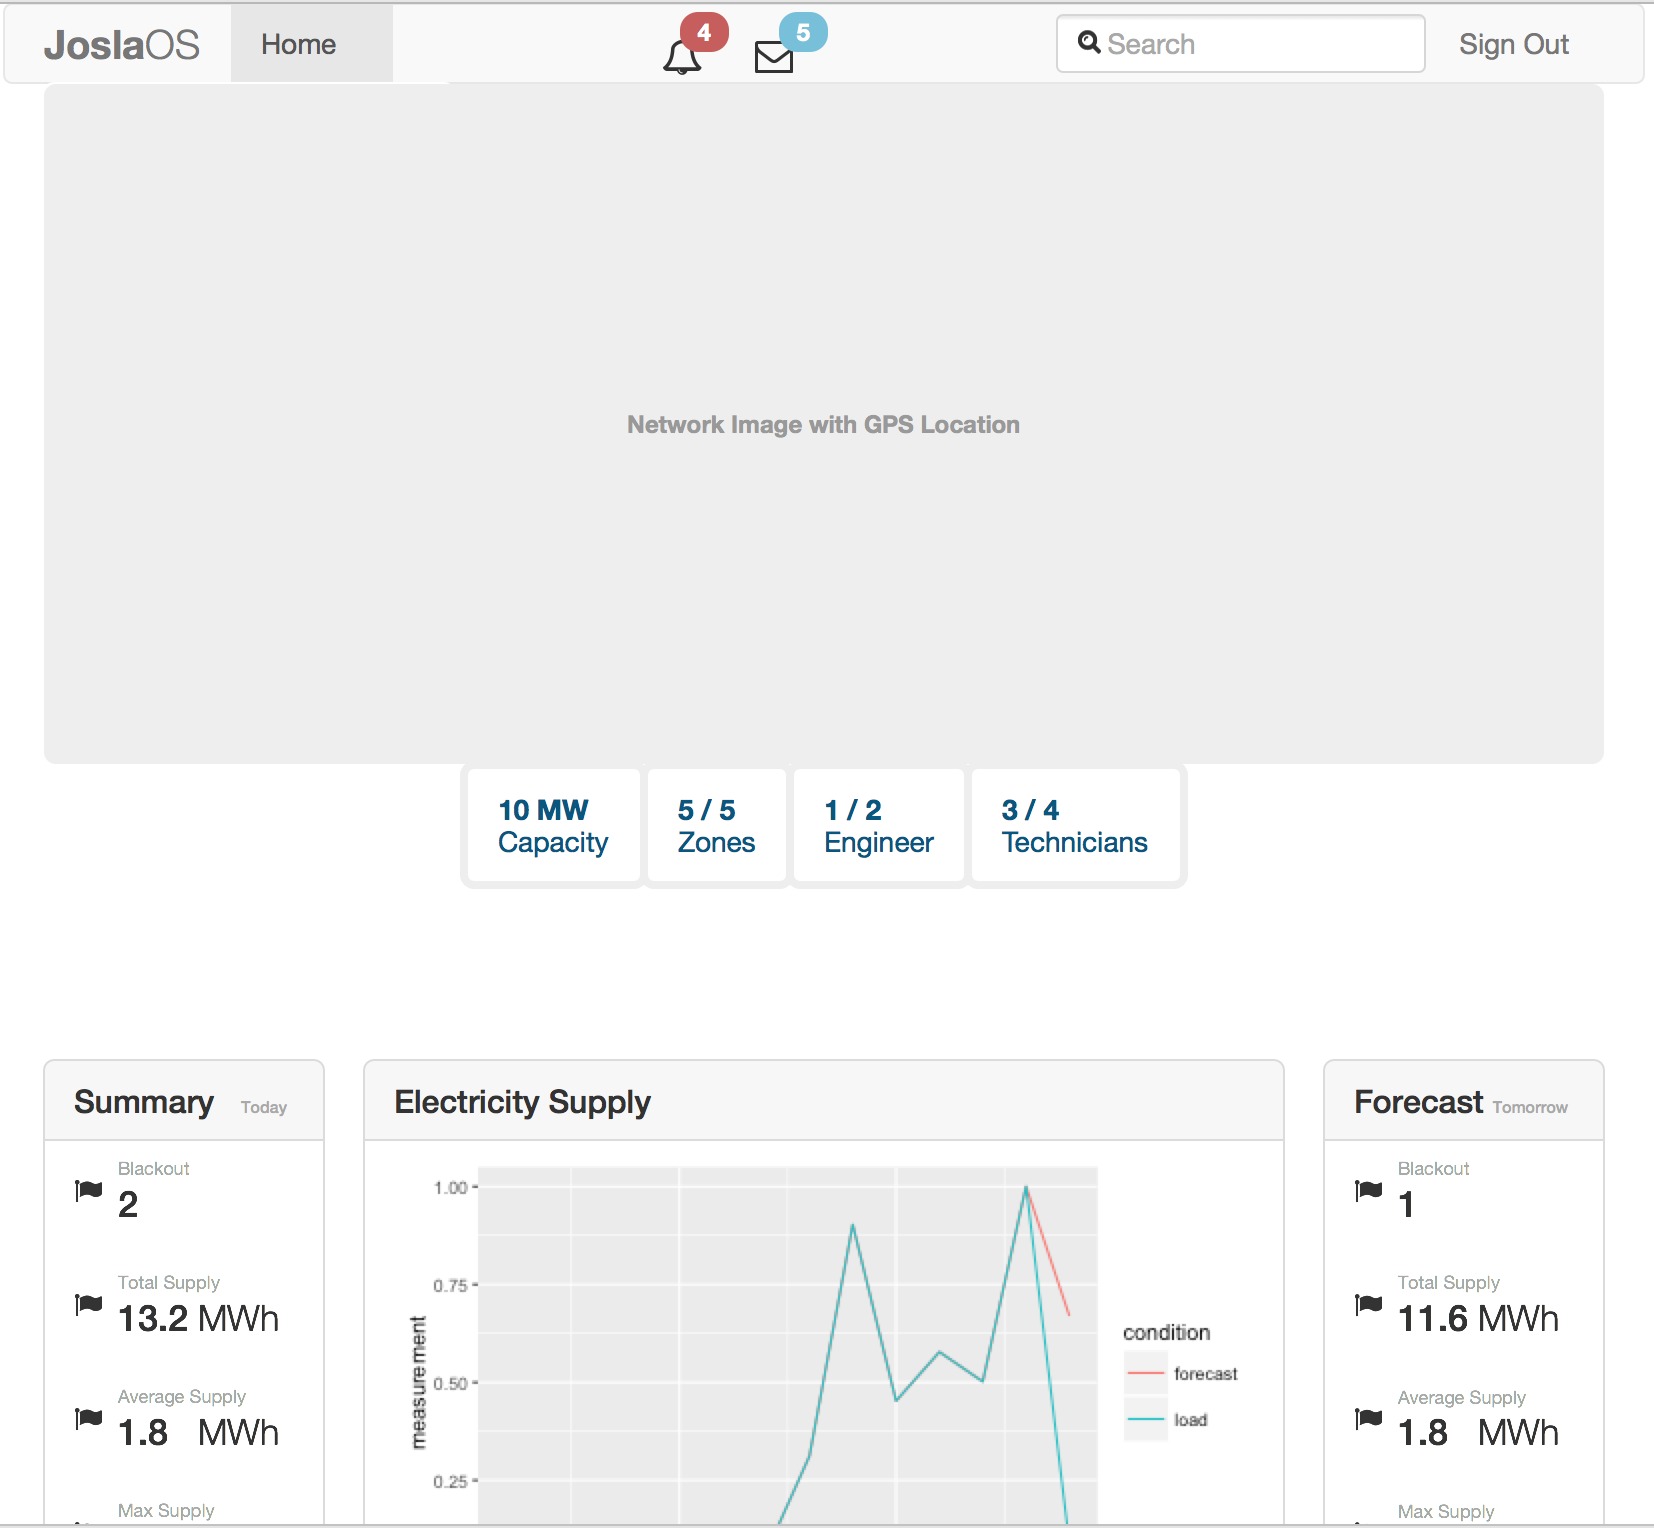 JoslaOS Home 4 5 Search Sign Out
Network Image with GPS Location
10 MW
Capacity
5 / 5
Zones
1 / 2
Engineer
3 / 4
Technicians
Summary Today
Blackout
2
Total Supply
13.2 MWh
Average Supply
1.8 MWh
Max Supply
Electricity Supply
1.00
0.75
0.50
0.25
measurement
condition
forecast
load
Forecast Tomorrow
Blackout
1
Total Supply
11.6 MWh
Average Supply
1.8 MWh
Max Supply